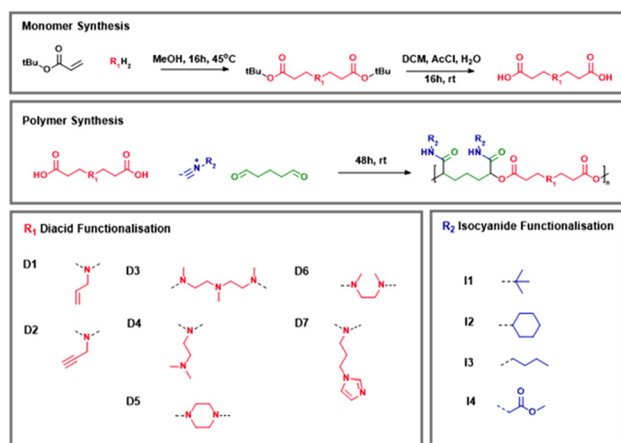 Monomer Synthesis
tBu O O
R1H2
MeOH, 16h, 45°C
tBu O O R1 O O tBu
DCM, AcCl, H2O
16h, rt
HO O R1 O OH
Polymer Synthesis
HO O R1 O OH
N+ R2
O O
48h, rt
R2 HN O R2 HN O O O R1 O O n
R1 Diacid Functionalisation
R2 Isocyanide Functionalisation
D1 N
D2 N
D3 N N N
D4 N N
D5 N N
D6 N N
D7 N N N
I1
I2
I3
I4 O O